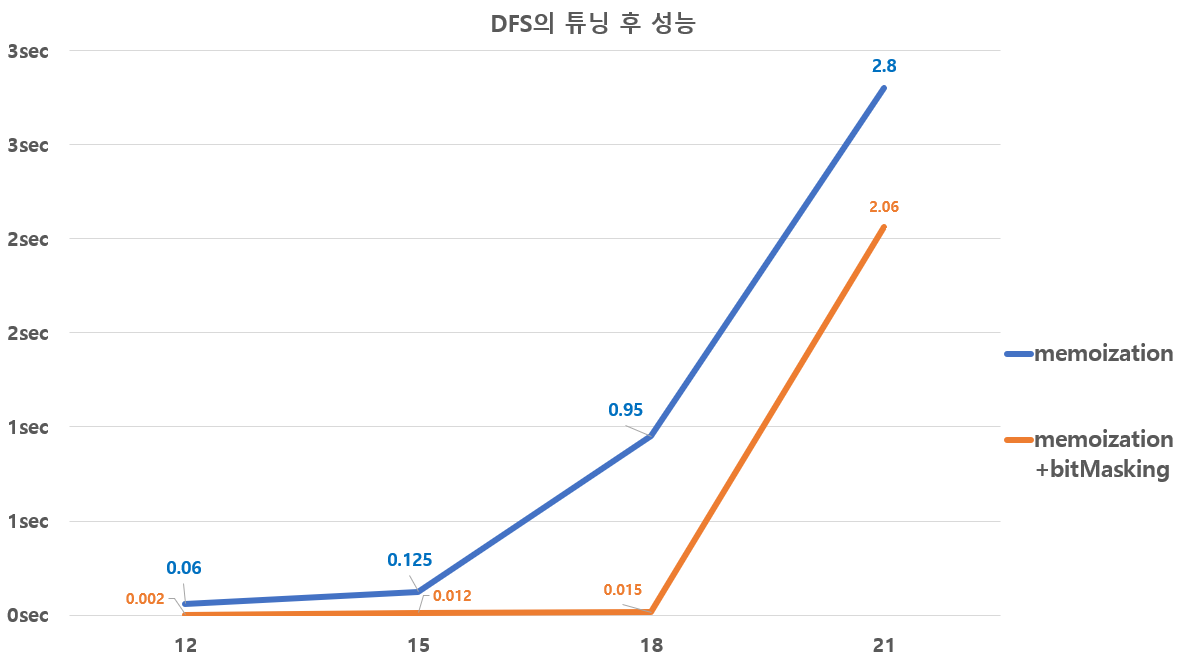 DFS의 튜닝 후 성능
3sec
3sec
2sec
2sec
1sec
1sec
0sec
2.8
2.06
0.95
0.125
0.06
0.002
0.012
0.015
12
15
18
21
memoization
memoization
+bitMasking